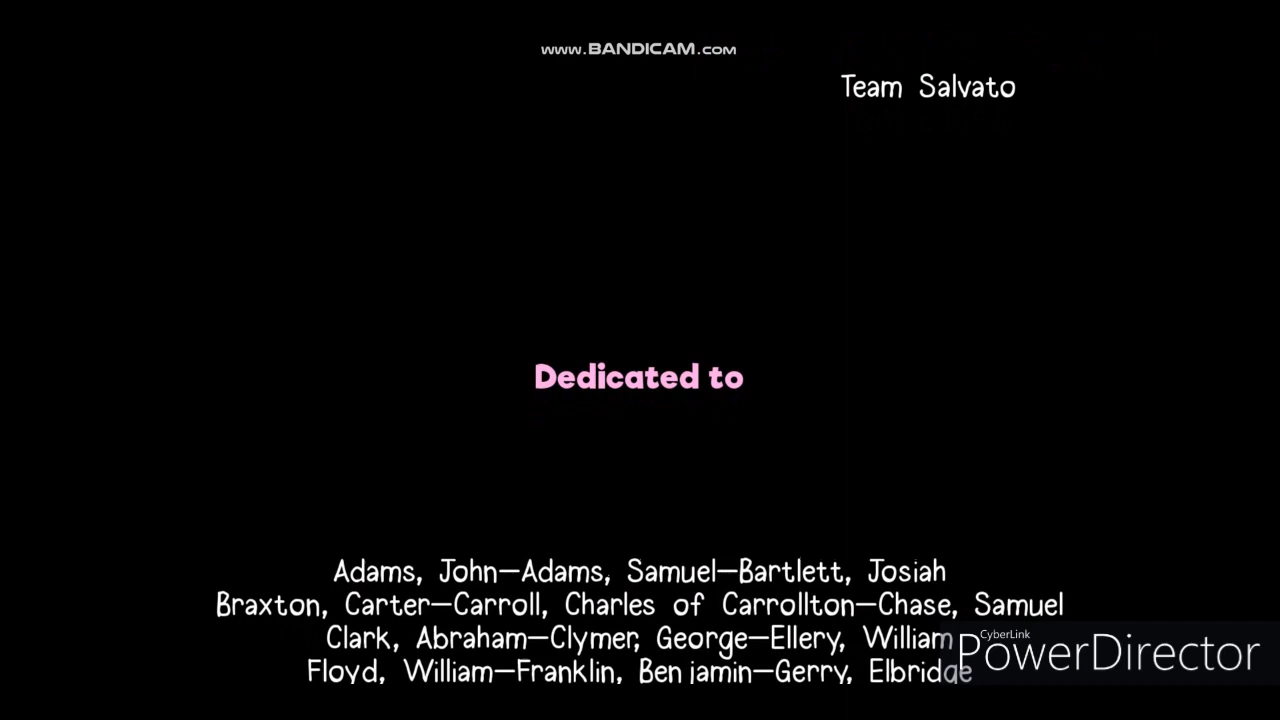 www.BANDICAM.com
Team Salvato
Dedicated to
Adams, John—Adams, Samuel—Bartlett, Josiah
Braxton, Carter—Carroll, Charles of Carrollton—Chase, Samuel
Clark, Abraham—Clymer, George—Ellery, William
Floyd, William—Franklin, Benjamin—Gerry, Elbridge
CyberLink
PowerDirector